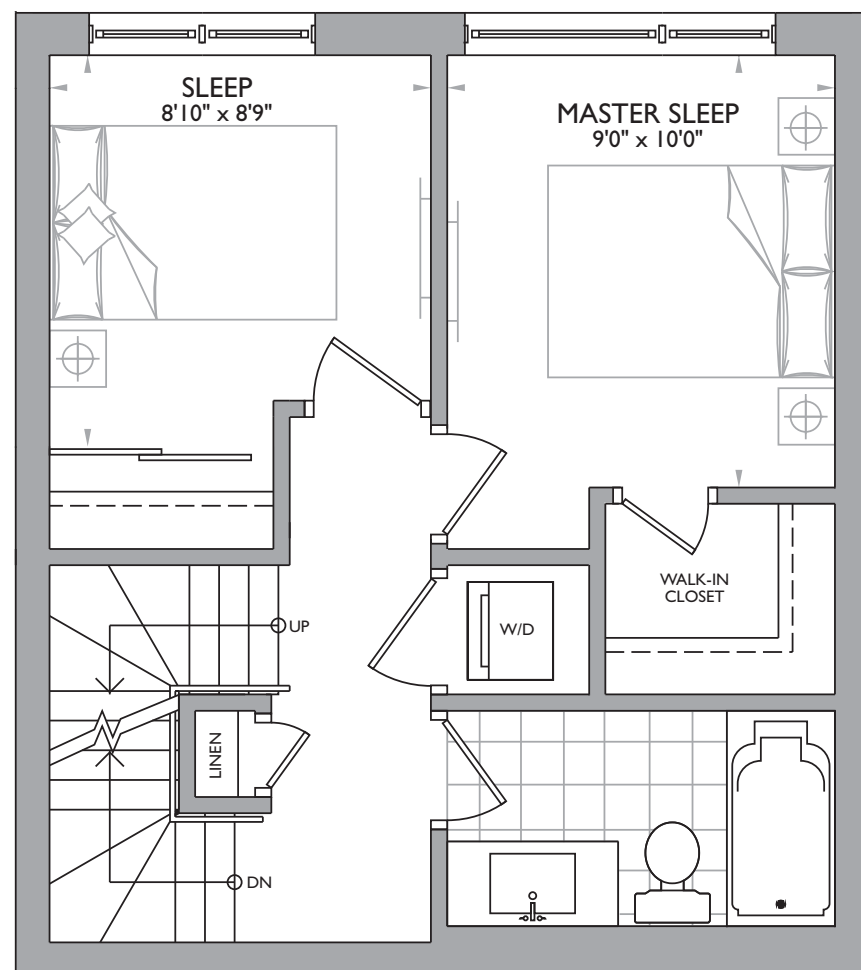 SLEEP
8'10" x 8'9"
MASTER SLEEP
9'0" x 10'0"
WALK-IN
CLOSET
UP
W/D
LINEN
DN